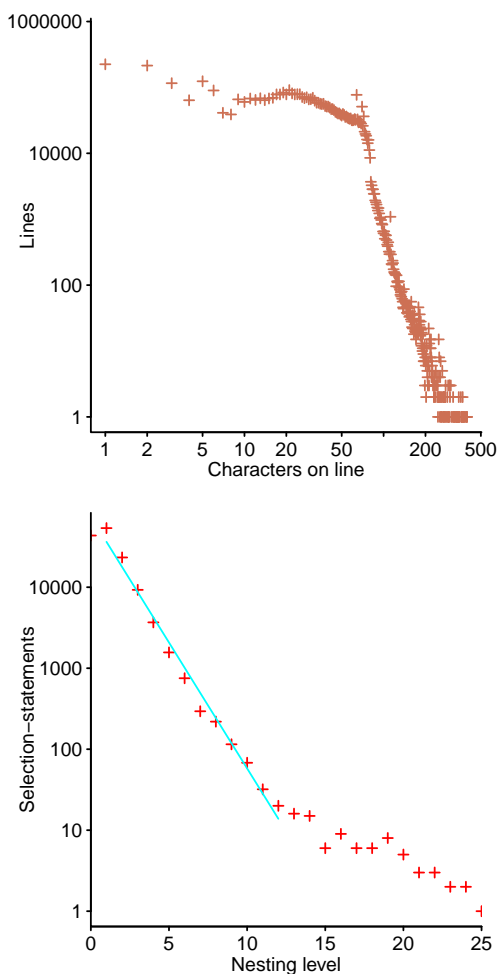 1000000
10000
100
1
Lines
1 2 5 10 20 50 200 500
Characters on line
10000
1000
100
10
1
Selection−statements
0 5 10 15 20 25
Nesting level